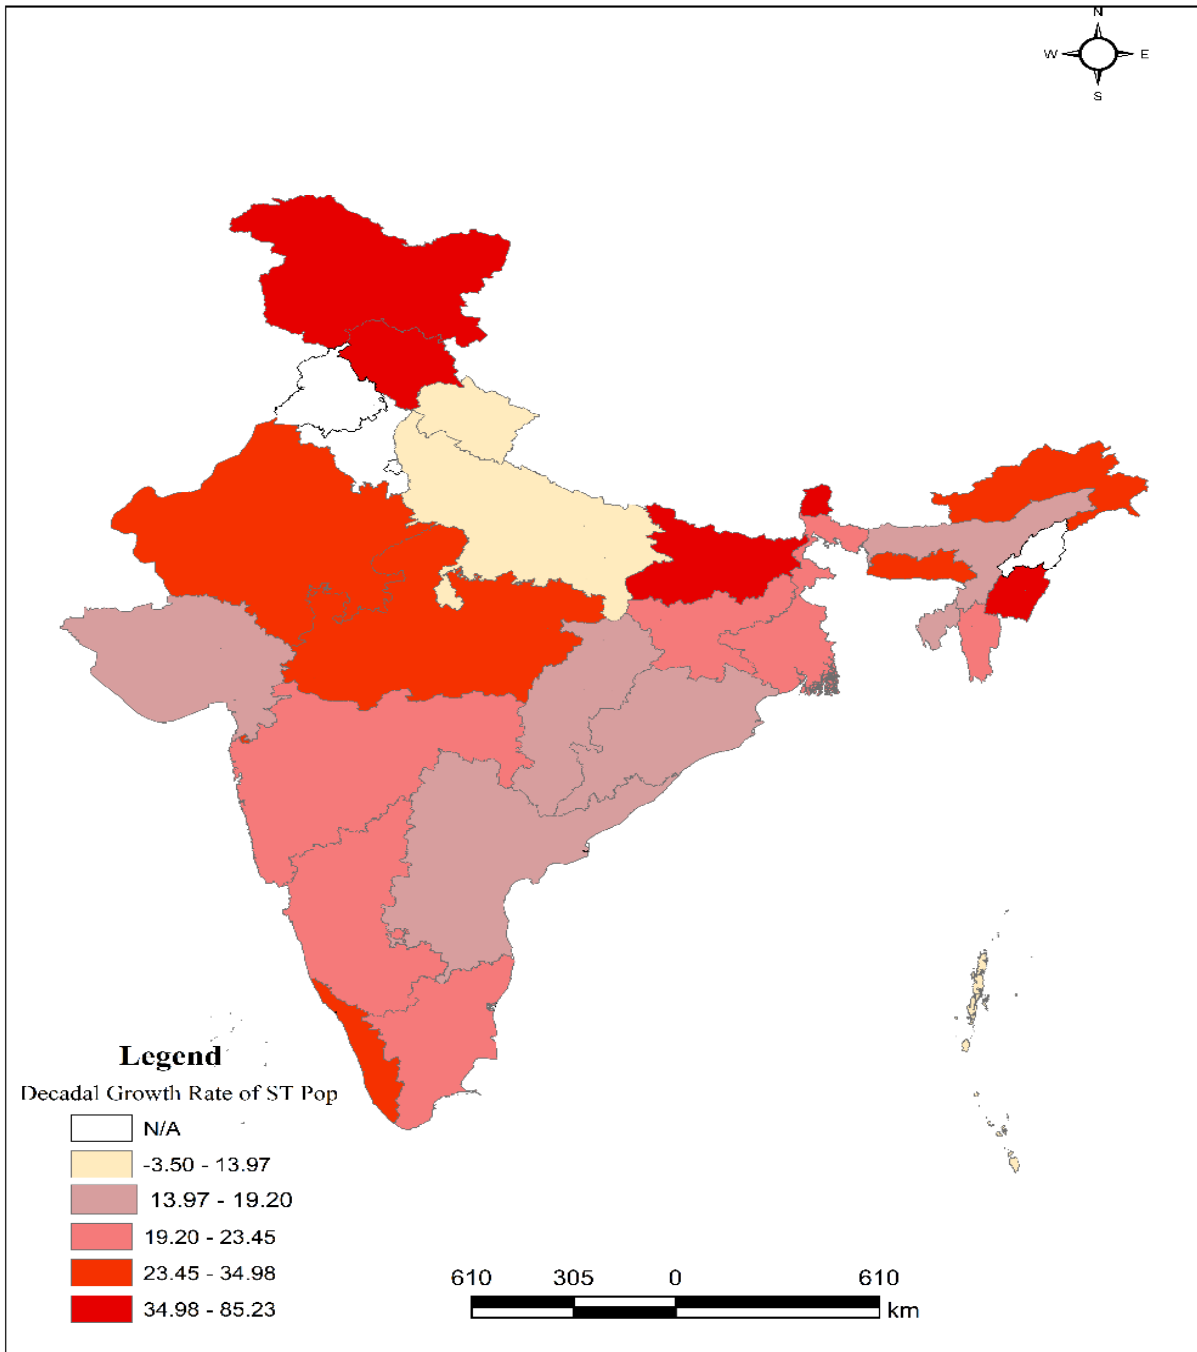 N
W E
S
Legend
Decadal Growth Rate of ST Pop
N/A
-3.50 - 13.97
13.97 - 19.20
19.20 - 23.45
23.45 - 34.98
34.98 - 85.23
610 305 0 610
km